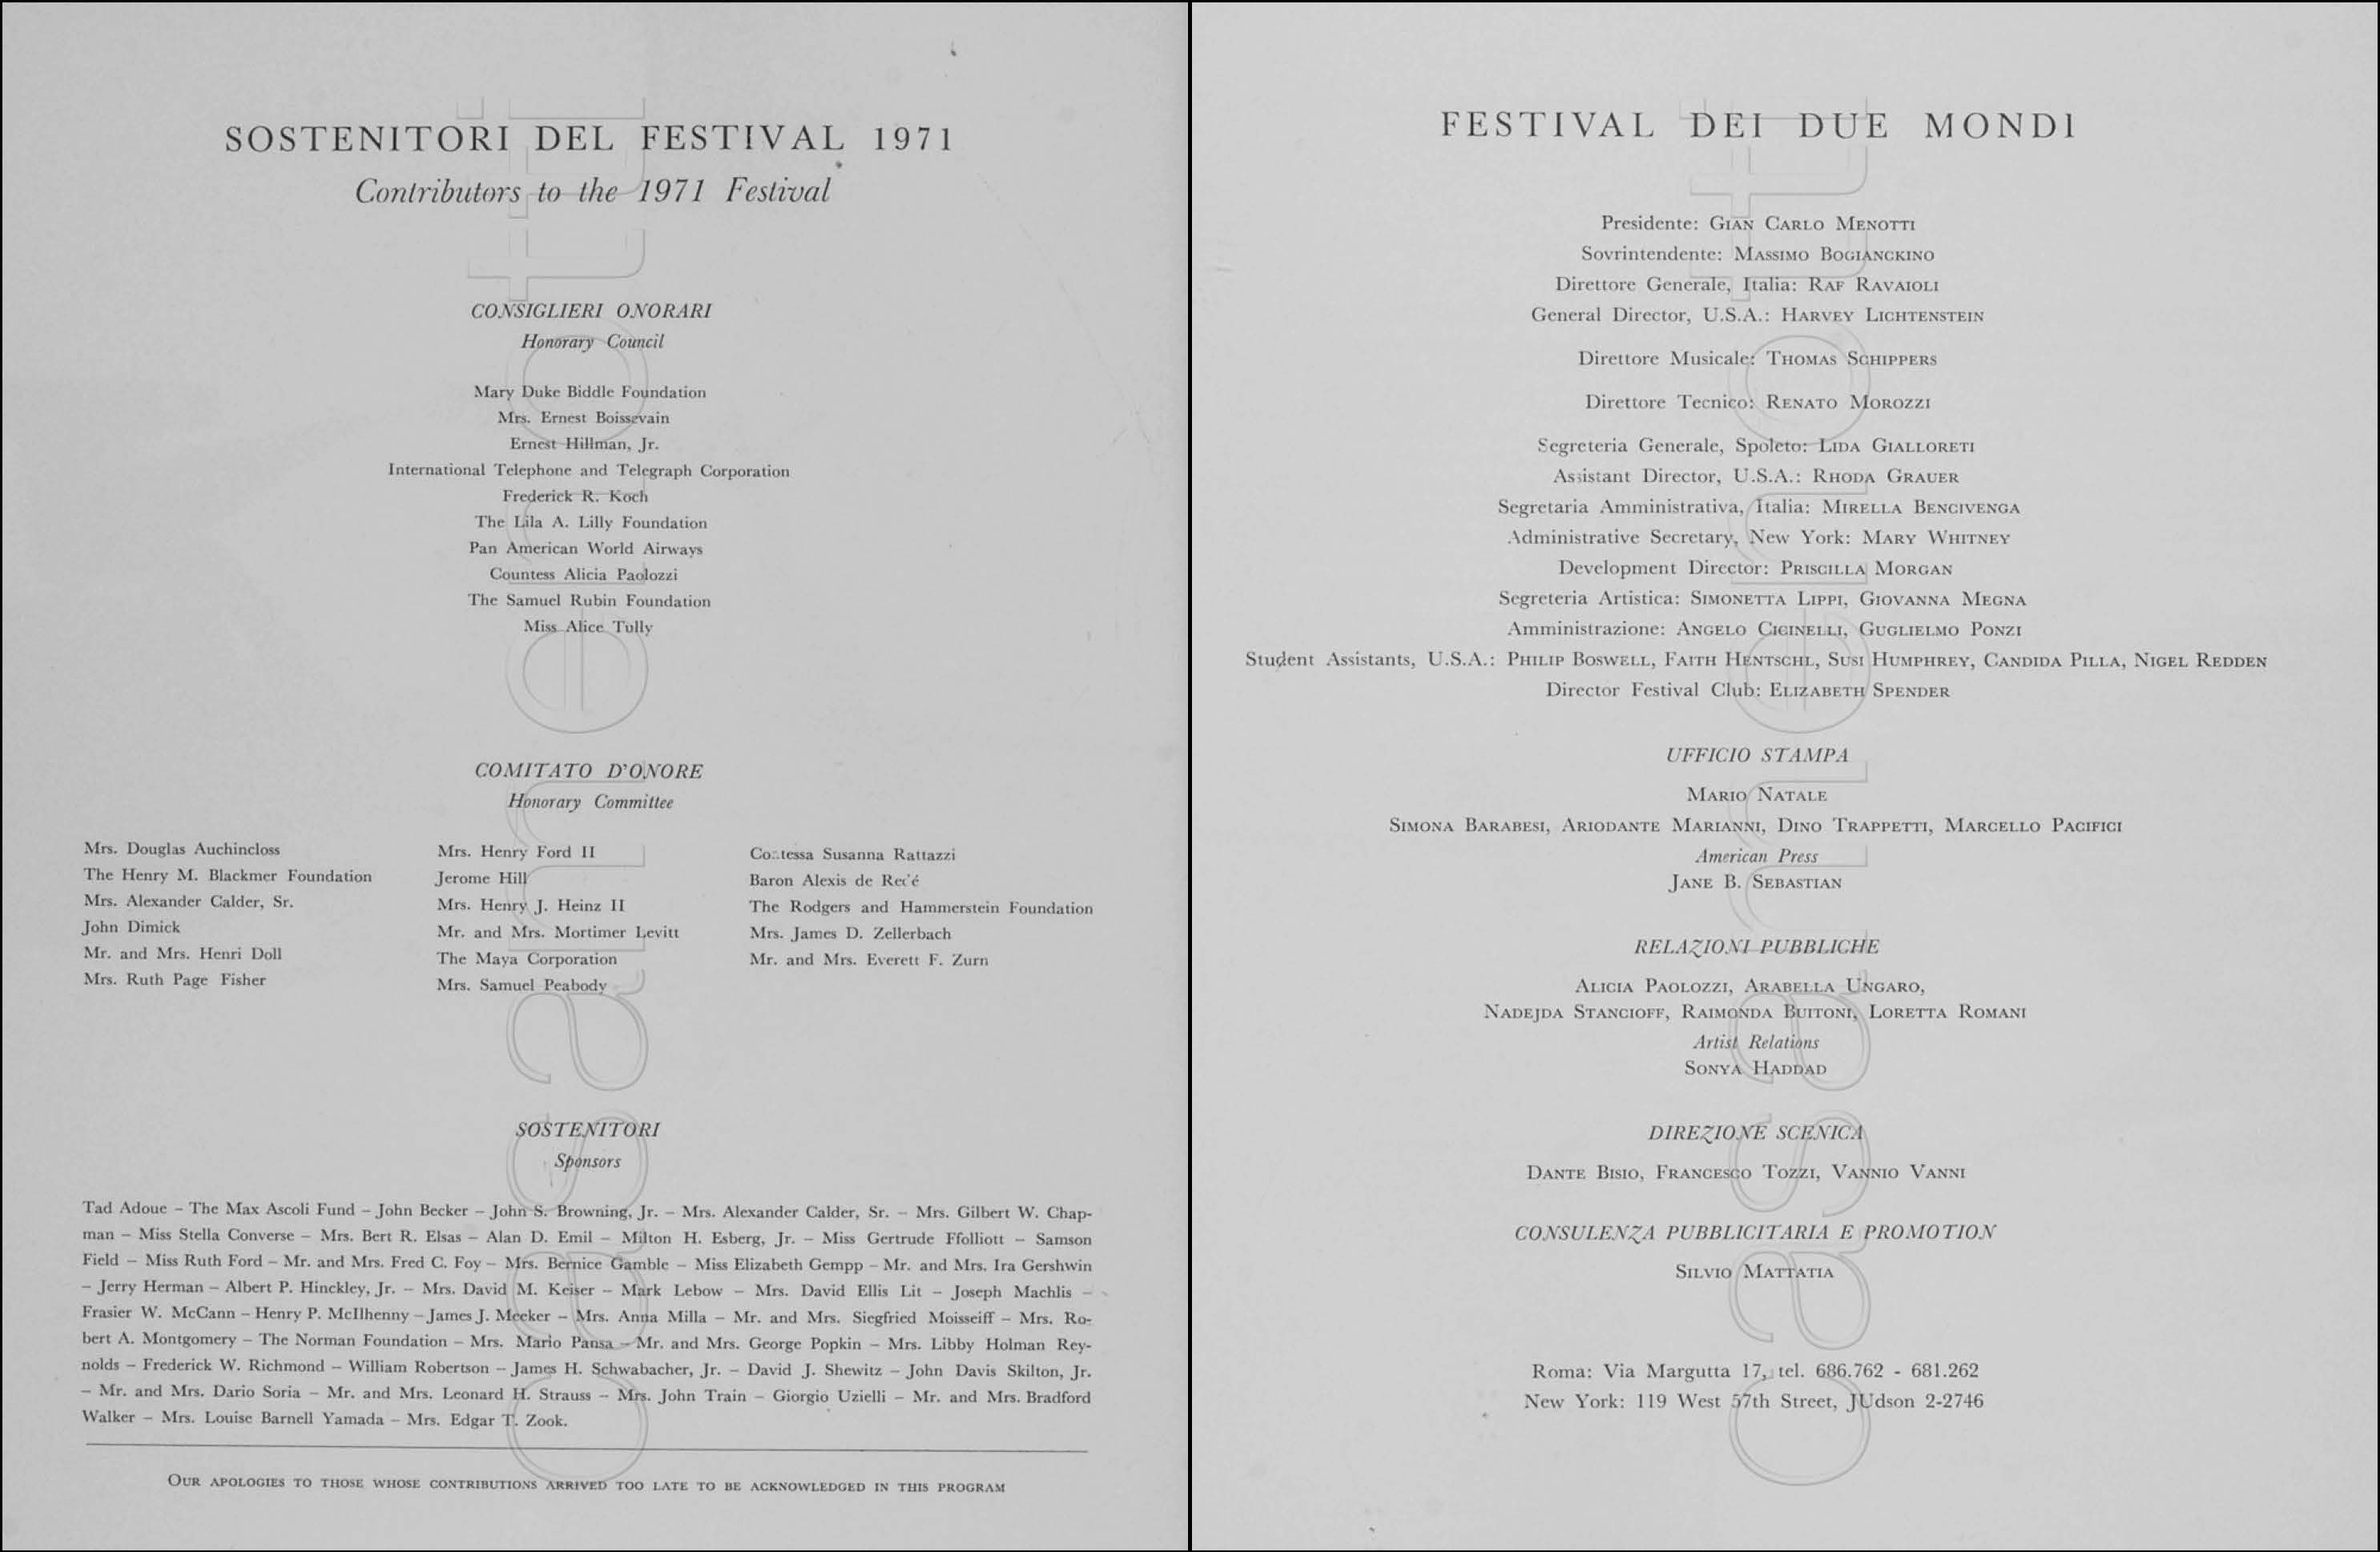 SOSTENITORI DEL FESTIVAL 1971
Contributors to the 1971 Festival
CONSIGLIERI ONORARI
Honorary Council
Mary Duke Biddle Foundation
Mrs. Ernest Boissevain
Ernest Hillman, Jr.
International Telephone and Telegraph Corporation
Frederick R. Koch
The Lila A. Lilly Foundation
Pan American World Airways
Countess Alicia Paolozzi
The Samuel Rubin Foundation
Miss Alice Tully
COMITATO D'ONORE
Honorary Committee
Mrs. Douglas Auchincloss
The Henry M. Blackmer Foundation
Mrs. Alexander Calder, Sr.
John Dimick
Mr. and Mrs. Henri Doll
Mrs. Ruth Page Fisher
Mrs. Henry Ford II
Jerome Hill
Mrs. Henry J. Heinz II
Mr. and Mrs. Mortimer Levitt
The Maya Corporation
Mrs. Samuel Peabody
Contessa Susanna Rattazzi
Baron Alexis de
The Rodgers and Hammerstein Foundation
Mrs. James D. Zellerbach
Mr. and Mrs. Everett F. Zurn
SOSTENITORI
Sponsors
Tad Adoue – The Max Ascoli Fund – John Becker – John S. Browning, Jr. – Mrs. Alexander Calder, Sr. – Mrs. Gilbert W. Chap-
man – Miss Stella Converse – Mrs. Bert R. Elsas – Alan D. Emil – Milton H. Esberg, Jr. – Miss Gertrude Ffolliott – Samson
Field – Miss Ruth Ford – Mr. and Mrs. Fred C. Foy – Mrs. Bernice Gamble – Miss Elizabeth Gempp – Mr. and Mrs. Ira Gershwin
– Jerry Herman – Albert P. Hinckley, Jr. – Mrs. David M. Keiser – Mark Lebow – Mrs. David Ellis Lit – Joseph Machlis –
Frasier W. McCann – Henry P. McIlhenny – James J. Meeker – Mrs. Anna Milla – Mr. and Mrs. Siegfried Moisseiff – Mrs. Ro-
bert A. Montgomery – The Norman Foundation – Mrs. Mario Pansa – Mr. and Mrs. George Popkin – Mrs. Libby Holman Rey-
nolds – Frederick W. Richmond – William Robertson – James H. Schwabacher, Jr. – David J. Shewitz – John Davis Skilton, Jr.
– Mr. and Mrs. Dario Soria – Mr. and Mrs. Leonard H. Strauss – Mrs. John Train – Giorgio Uzielli – Mr. and Mrs. Bradford
Walker – Mrs. Louise Barnell Yamada – Mrs. Edgar T. Zook.
OUR APOLOGIES TO THOSE WHOSE CONTRIBUTIONS ARRIVED TOO LATE TO BE ACKNOWLEDGED IN THIS PROGRAM
FESTIVAL DEI DUE MONDI
Presidente: GIAN CARLO MENOTTI
Sovrintendente: MASSIMO BOGIANCKINO
Direttore Generale, Italia: RAF RAVAIOLI
General Director, U.S.A.: HARVEY LICHTENSTEIN
Direttore Musicale: THOMAS SCHIPPERS
Direttore Tecnico: RENATO MOROZZI
Segreteria Generale, Spoleto: LIDA GIALLORETI
Assistant Director, U.S.A.: RHODA GRAUER
Segretaria Amministrativa, Italia: MIRELLA BENCIVENGA
Administrative Secretary, New York: MARY WHITNEY
Development Director: PRISCILLA MORGAN
Segreteria Artistica: SIMONETTA LIPPI, GIOVANNA MEGNA
Amministrazione: ANGELO CICINELLI, GUGLIELMO PONZI
Student Assistants, U.S.A.: PHILIP BOSWELL, FAITH HENTSCHL, SUSI HUMPHREY, CANDIDA PILLA, NIGEL REDDEN
Director Festival Club: ELIZABETH SPENDER
UFFICIO STAMPA
MARIO NATALE
SIMONA BARABESI, ARIODANTE MARIANNI, DINO TRAPPETTI, MARCELLO PACIFICI
American Press
JANE B. SEBASTIAN
RELAZIONI PUBBLICHE
ALICIA PAOLOZZI, ARABELLA UNGARO,
NADEJDA STANCIOFF, RAIMONDA BUITONI, LORETTA ROMANI
Artist Relations
SONYA HADDAD
DIREZIONE SCENICA
DANTE BISIO, FRANCESCO TOZZI, VANNIO VANNI
CONSULENZA PUBBLICITARIA E PROMOTION
SILVIO MATTATIA
Roma: Via Margutta 17, tel. 686.762 - 681.262
New York: 119 West 57th Street, JUdson 2-2746